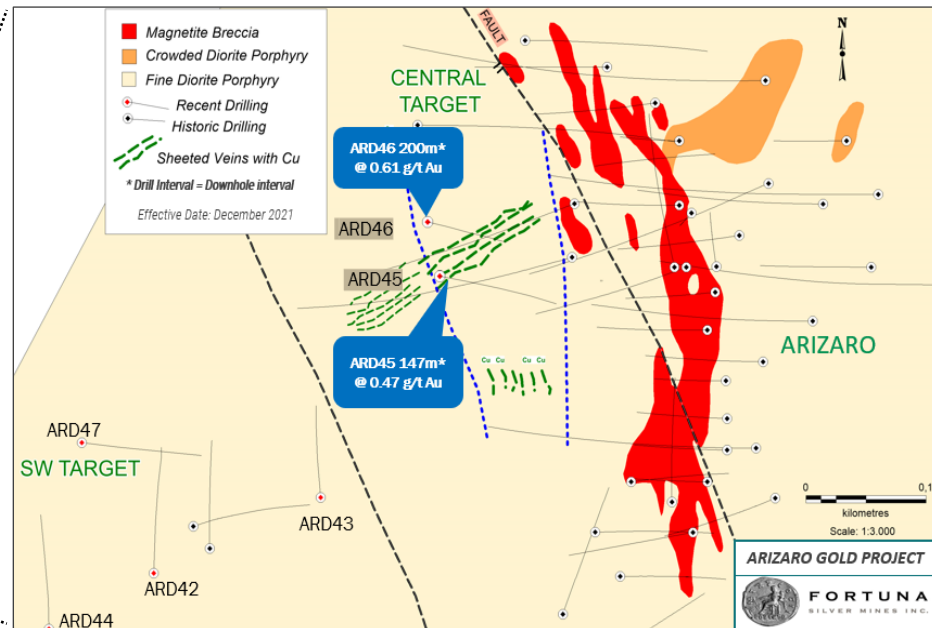 Magnetite Breccia
Crowded Diorite Porphyry
Fine Diorite Porphyry
Recent Drilling
Historic Drilling
Sheeted Veins with Cu
* Drill Interval = Downhole interval
Effective Date: December 2021
FAULT
N
CENTRAL
TARGET
ARD46 200m*
@ 0.61 g/t Au
ARD46
ARD45
ARD45 147m*
@ 0.47 g/t Au
Cu Cu Cu Cu
ARIZARO
ARD47
SW TARGET
ARD43
ARD42
ARD44
0 0,1
kilometres
Scale: 1:3.000
ARIZARO GOLD PROJECT
FORTUNA
SILVER MINES INC.